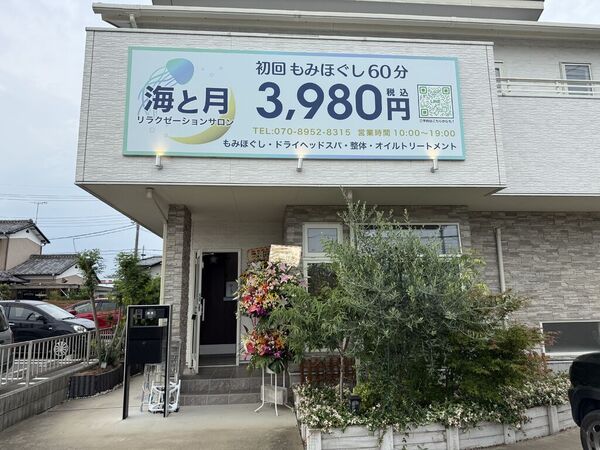 海と月
リラクゼーションサロン
初回 もみほぐし 60分
3,980円 税込
TEL:070-8952-8315 営業時間 10:00〜19:00
もみほぐし・ドライヘッドスパ・整体・オイルトリートメント